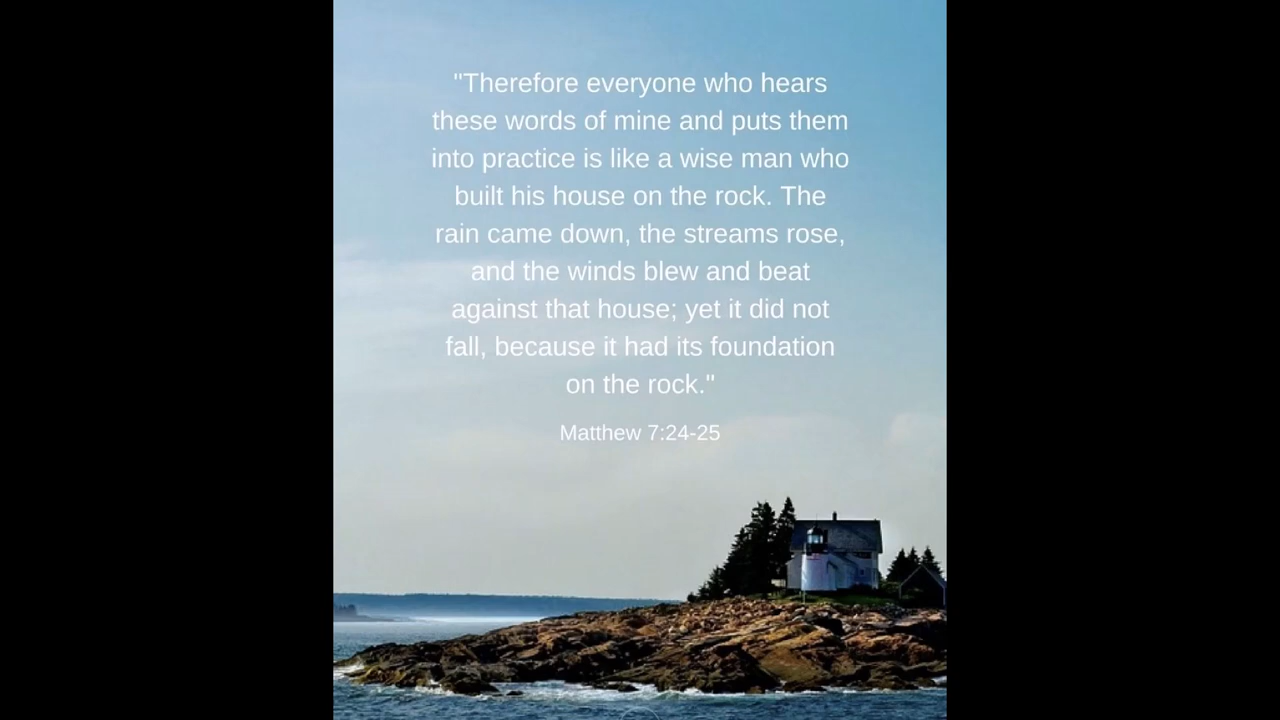 "Therefore everyone who hears
these words of mine and puts them
into practice is like a wise man who
built his house on the rock. The
rain came down, the streams rose,
and the winds blew and beat
against that house; yet it did not
fall, because it had its foundation
on the rock."
Matthew 7:24-25